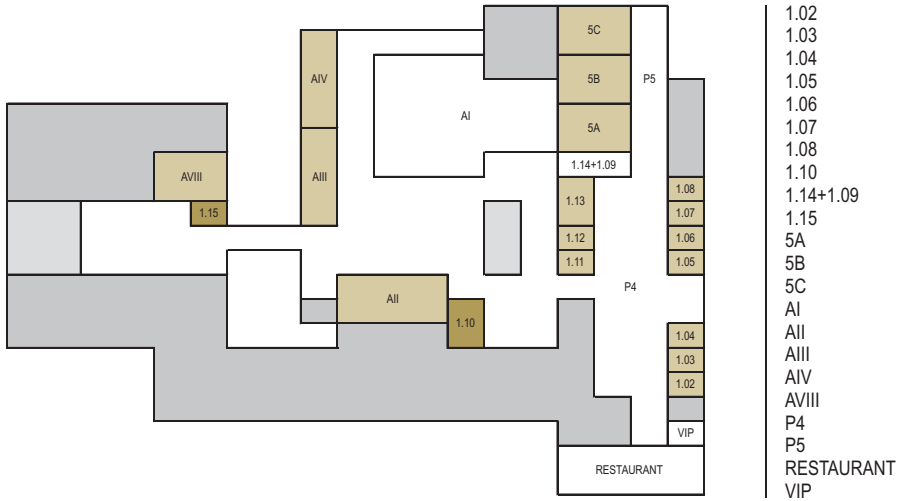 5C
AIV
5B
P5
AI
5A
1.14+1.09
AVIII
AIII
1.13
1.08
1.15
1.07
1.12
1.06
1.11
1.05
P4
AII
1.10
1.04
1.03
1.02
VIP
RESTAURANT
1.02
1.03
1.04
1.05
1.06
1.07
1.08
1.10
1.14+1.09
1.15
5A
5B
5C
AI
AII
AIII
AIV
AVIII
P4
P5
RESTAURANT
VIP